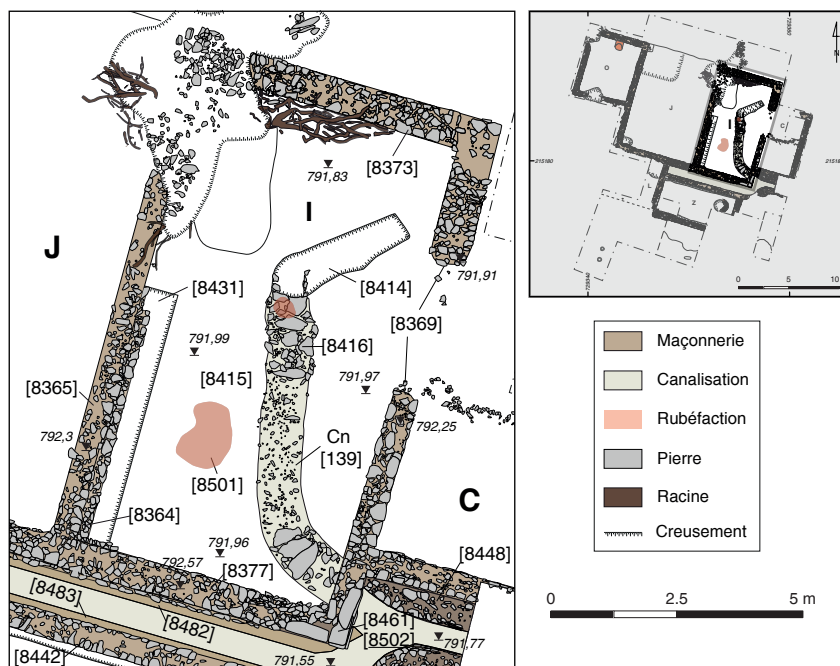 [8373]
791,83
I
J
791,91
[8431]
[8414]
[8369]
791,99
[8416]
[8415]
791,97
[8365]
792,3
792,25
Cn
[139]
[8501]
C
[8364]
791,96
792,57
[8377]
[8448]
[8483]
[8482]
[8461]
[8502]
791,77
[8442]
791,55
N
215180
215180
I
J
C
L
Z
0 5 10
Maçonnerie
Canalisation
Rubéfaction
Pierre
Racine
Creusement
0 2.5 5 m